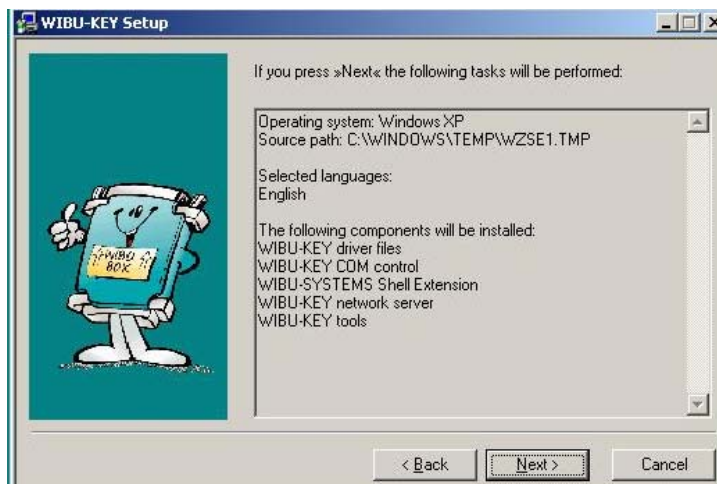 WIBU-KEY Setup
If you press »Next« the following tasks will be performed:
Operating system: Windows XP
Source path: C:\WINDOWS\TEMP\WZSE1.TMP
Selected languages:
English
The following components will be installed:
WIBU-KEY driver files
WIBU-KEY COM control
WIBU-SYSTEMS Shell Extension
WIBU-KEY network server
WIBU-KEY tools
WIBU
BOX
< Back
Next >
Cancel